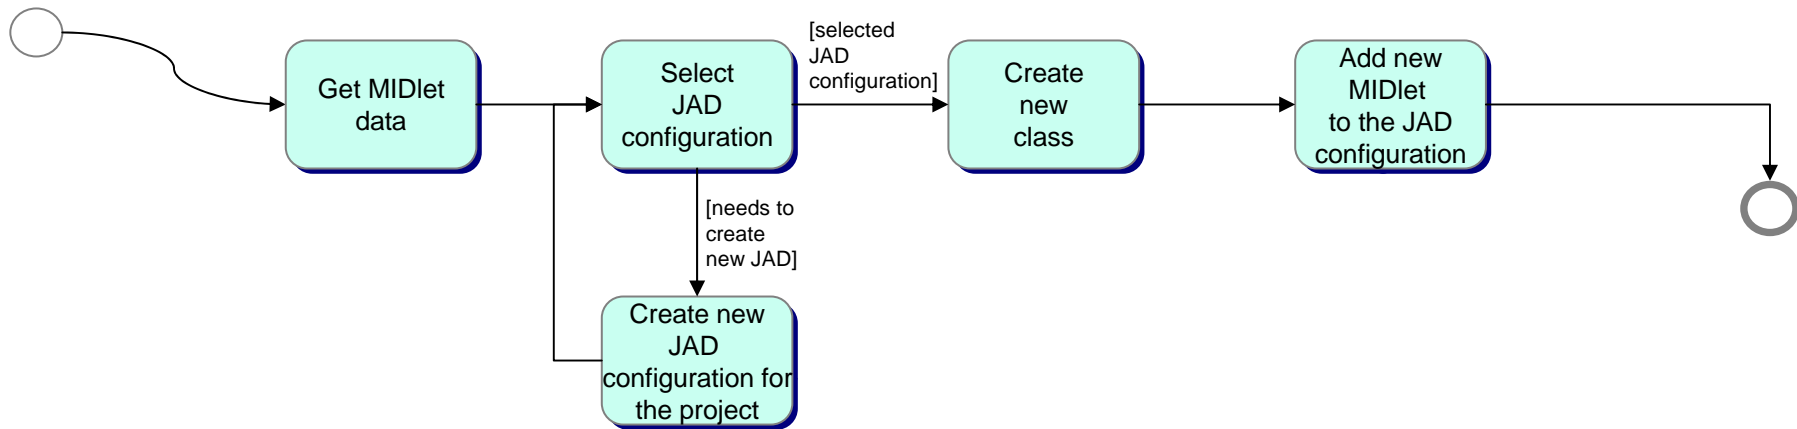 Get MIDlet
data
Select
JAD
configuration
[selected
JAD
configuration]
Create
new
class
Add new
MIDlet
to the JAD
configuration
[needs to
create
new JAD]
Create new
JAD
configuration for
the project